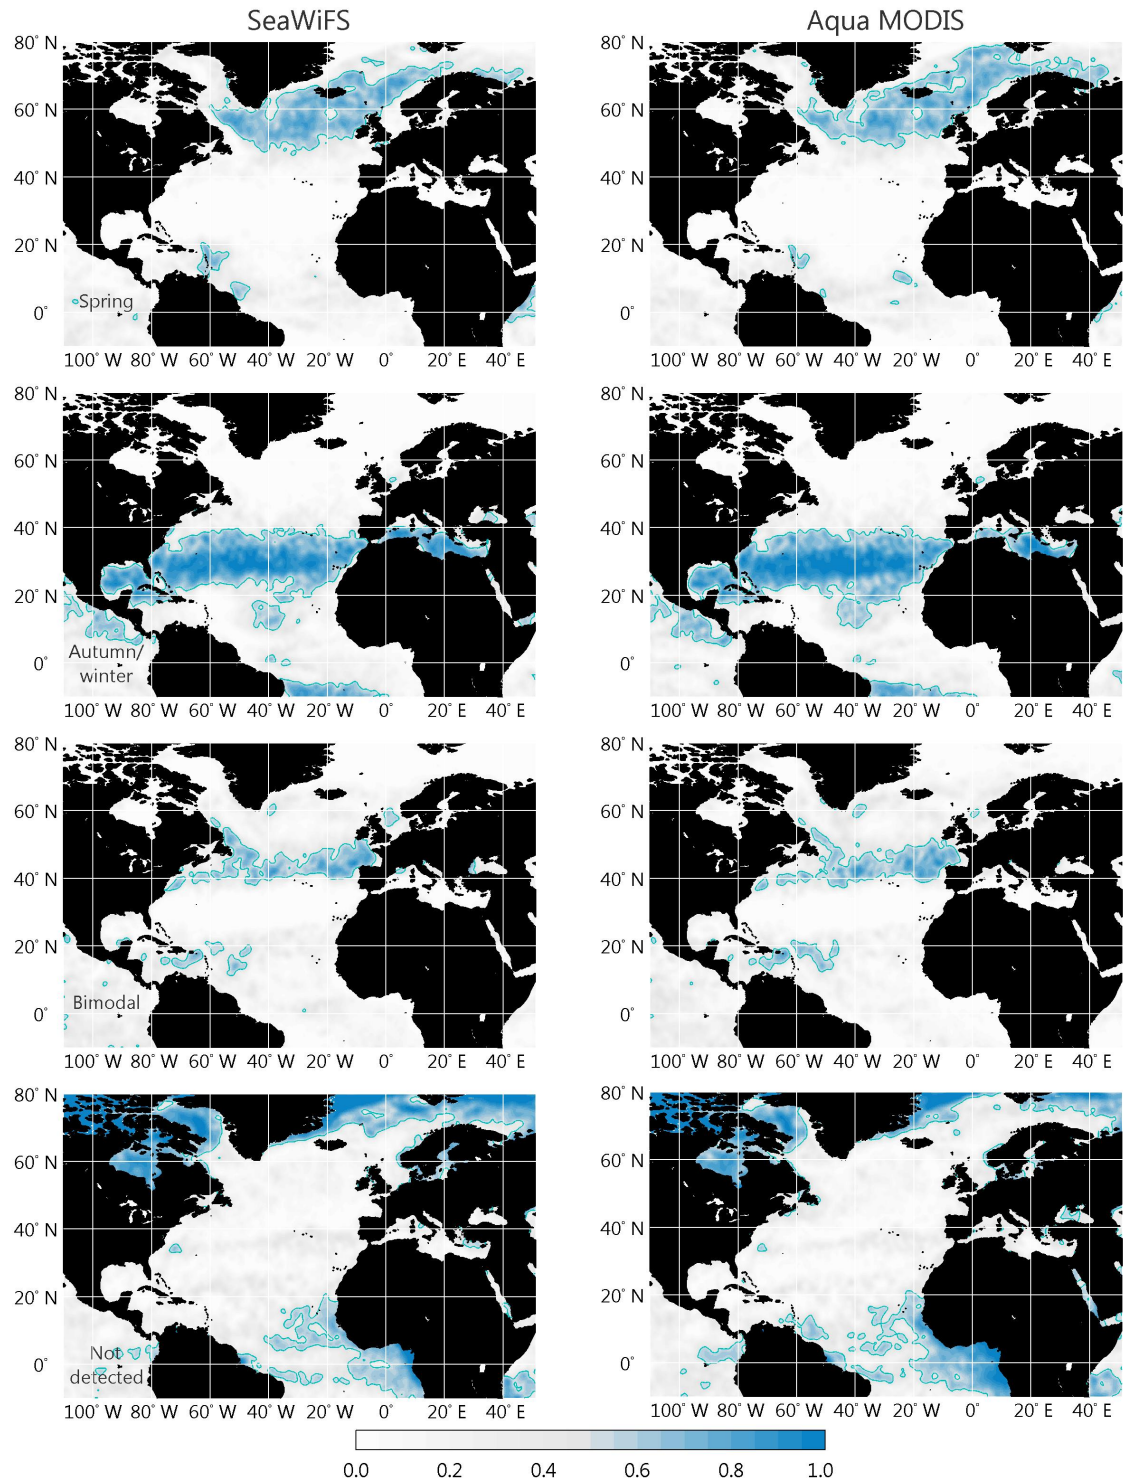 SeaWiFS Aqua MODIS
80° N 80° N
60° N 60° N
40° N 40° N
20° N 20° N
Spring
0° 0°
100° W 80° W 60° W 40° W 20° W 0° 20° E 40° E 100° W 80° W 60° W 40° W 20° W 0° 20° E 40° E
80° N 80° N
60° N 60° N
40° N 40° N
20° N 20° N
Autumn/
0° 0°
winter
100° W 80° W 60° W 40° W 20° W 0° 20° E 40° E 100° W 80° W 60° W 40° W 20° W 0° 20° E 40° E
80° N 80° N
60° N 60° N
40° N 40° N
20° N 20° N
Bimodal
0° 0°
100° W 80° W 60° W 40° W 20° W 0° 20° E 40° E 100° W 80° W 60° W 40° W 20° W 0° 20° E 40° E
80° N 80° N
60° N 60° N
40° N 40° N
20° N 20° N
Not
0° 0°
detected
100° W 80° W 60° W 40° W 20° W 0° 20° E 40° E 100° W 80° W 60° W 40° W 20° W 0° 20° E 40° E
0.0 0.2 0.4 0.6 0.8 1.0